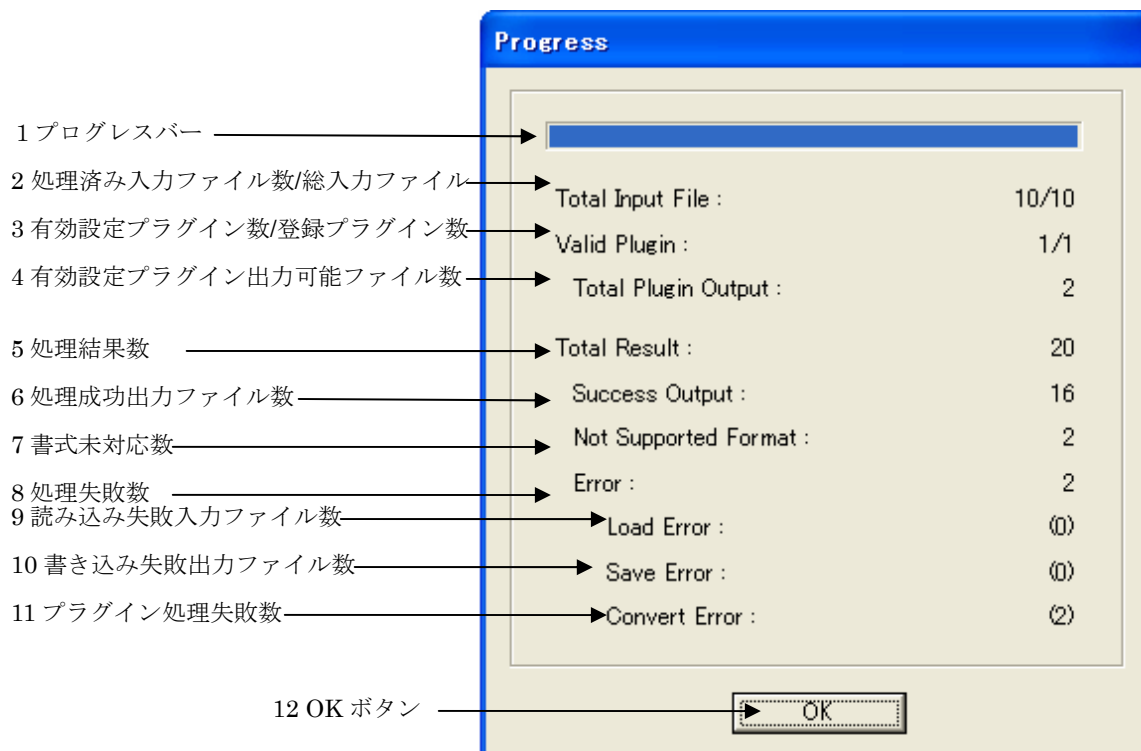 Progress
1 プログレスバー
2 処理済み入力ファイル数/総入力ファイル
Total Input File : 10/10
3 有効設定プラグイン数/登録プラグイン数
Valid Plugin : 1/1
4 有効設定プラグイン出力可能ファイル数
Total Plugin Output : 2
5 処理結果数
Total Result : 20
6 処理成功出力ファイル数
Success Output : 16
7 書式未対応数
Not Supported Format : 2
8 処理失敗数
Error : 2
9 読み込み失敗入力ファイル数
Load Error : (0)
10 書き込み失敗出力ファイル数
Save Error : (0)
11 プラグイン処理失敗数
Convert Error : (2)
12 OK ボタン
OK